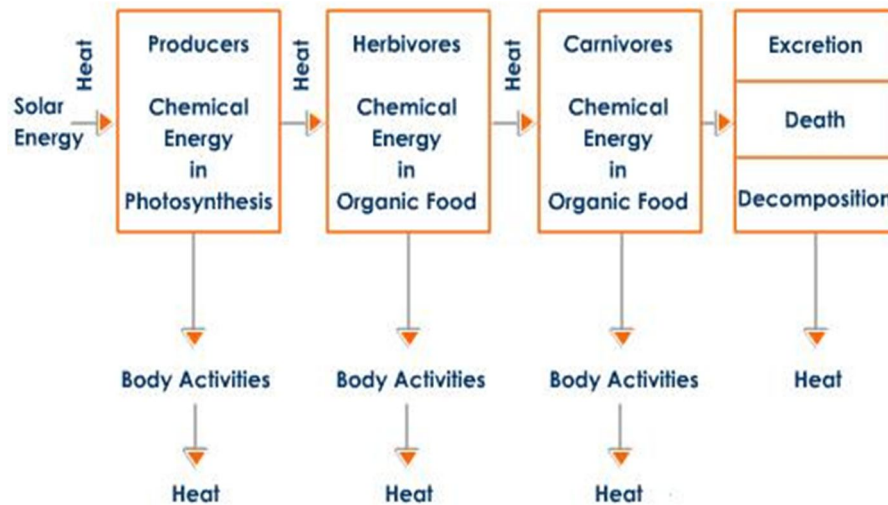 Solar
Energy
Heat
Producers
Chemical
Energy
in
Photosynthesis
Heat
Herbivores
Chemical
Energy
in
Organic Food
Heat
Carnivores
Chemical
Energy
in
Organic Food
Excretion
Death
Decomposition
Body Activities
Body Activities
Body Activities
Heat
Heat
Heat
Heat